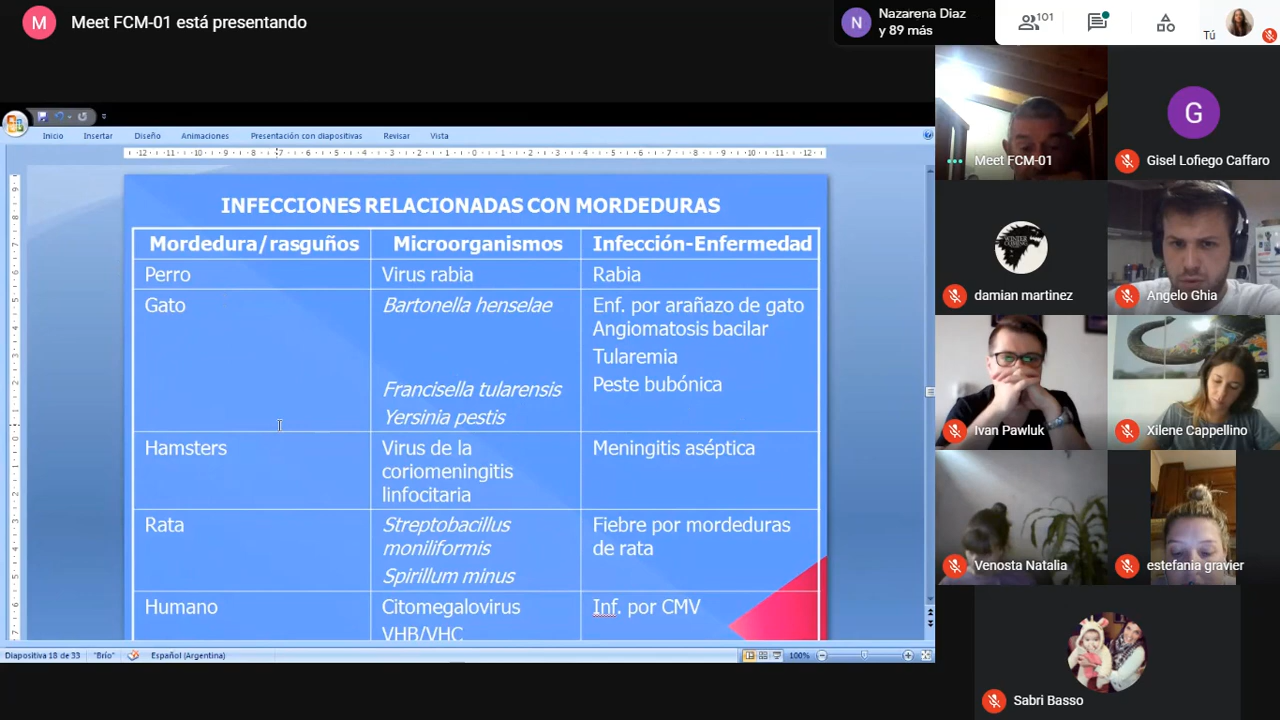 M Meet FCM-01 está presentando
N Nazarena Diaz
y 89 más
101
Tú
Inicio Insertar Diseño Animaciones Presentación con diapositivas Revisar Vista
INFECCIONES RELACIONADAS CON MORDEDURAS
Mordedura/rasguños Microorganismos Infección-Enfermedad
Perro Virus rabia Rabia
Gato Bartonella henselae Enf. por arañazo de gato
Angiomatosis bacilar
Tularemia
Francisella tularensis Peste bubónica
Yersinia pestis
Hamsters Virus de la Meningitis aséptica
coriomeningitis
linfocitaria
Rata Streptobacillus Fiebre por mordeduras
moniliformis de rata
Spirillum minus
Humano Citomegalovirus Inf. por CMV
VHB/VHC
Diapositiva 18 de 33 "Brío" Español (Argentina) 100%
Meet FCM-01
G
Gisel Lofiego Caffaro
WINTER
damian martinez
Angelo Ghia
Ivan Pawluk
Xilene Cappellino
Venosta Natalia
estefania gravier
Sabri Basso